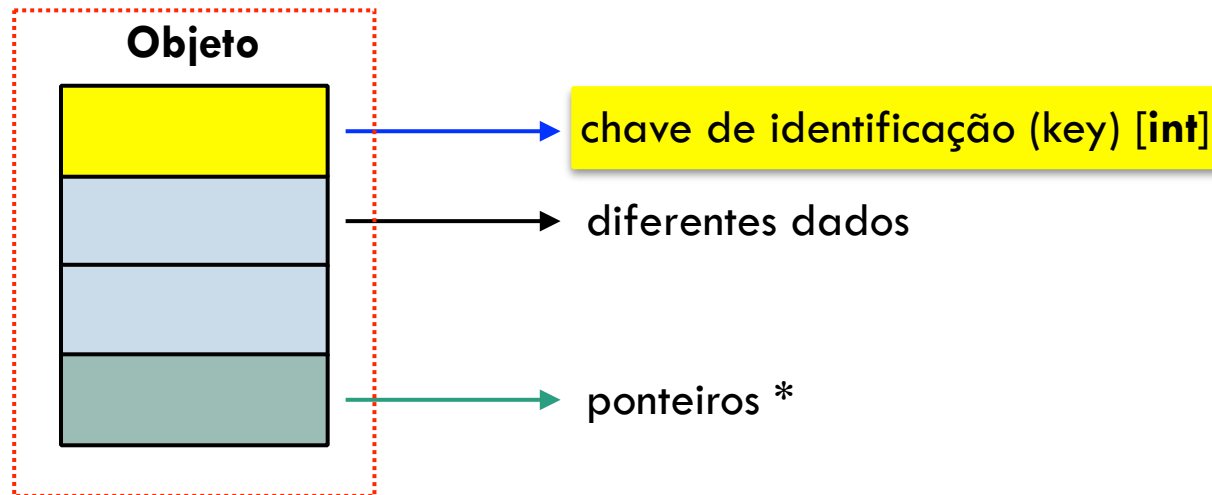 Objeto
chave de identificação (key) [int]
diferentes dados
ponteiros *